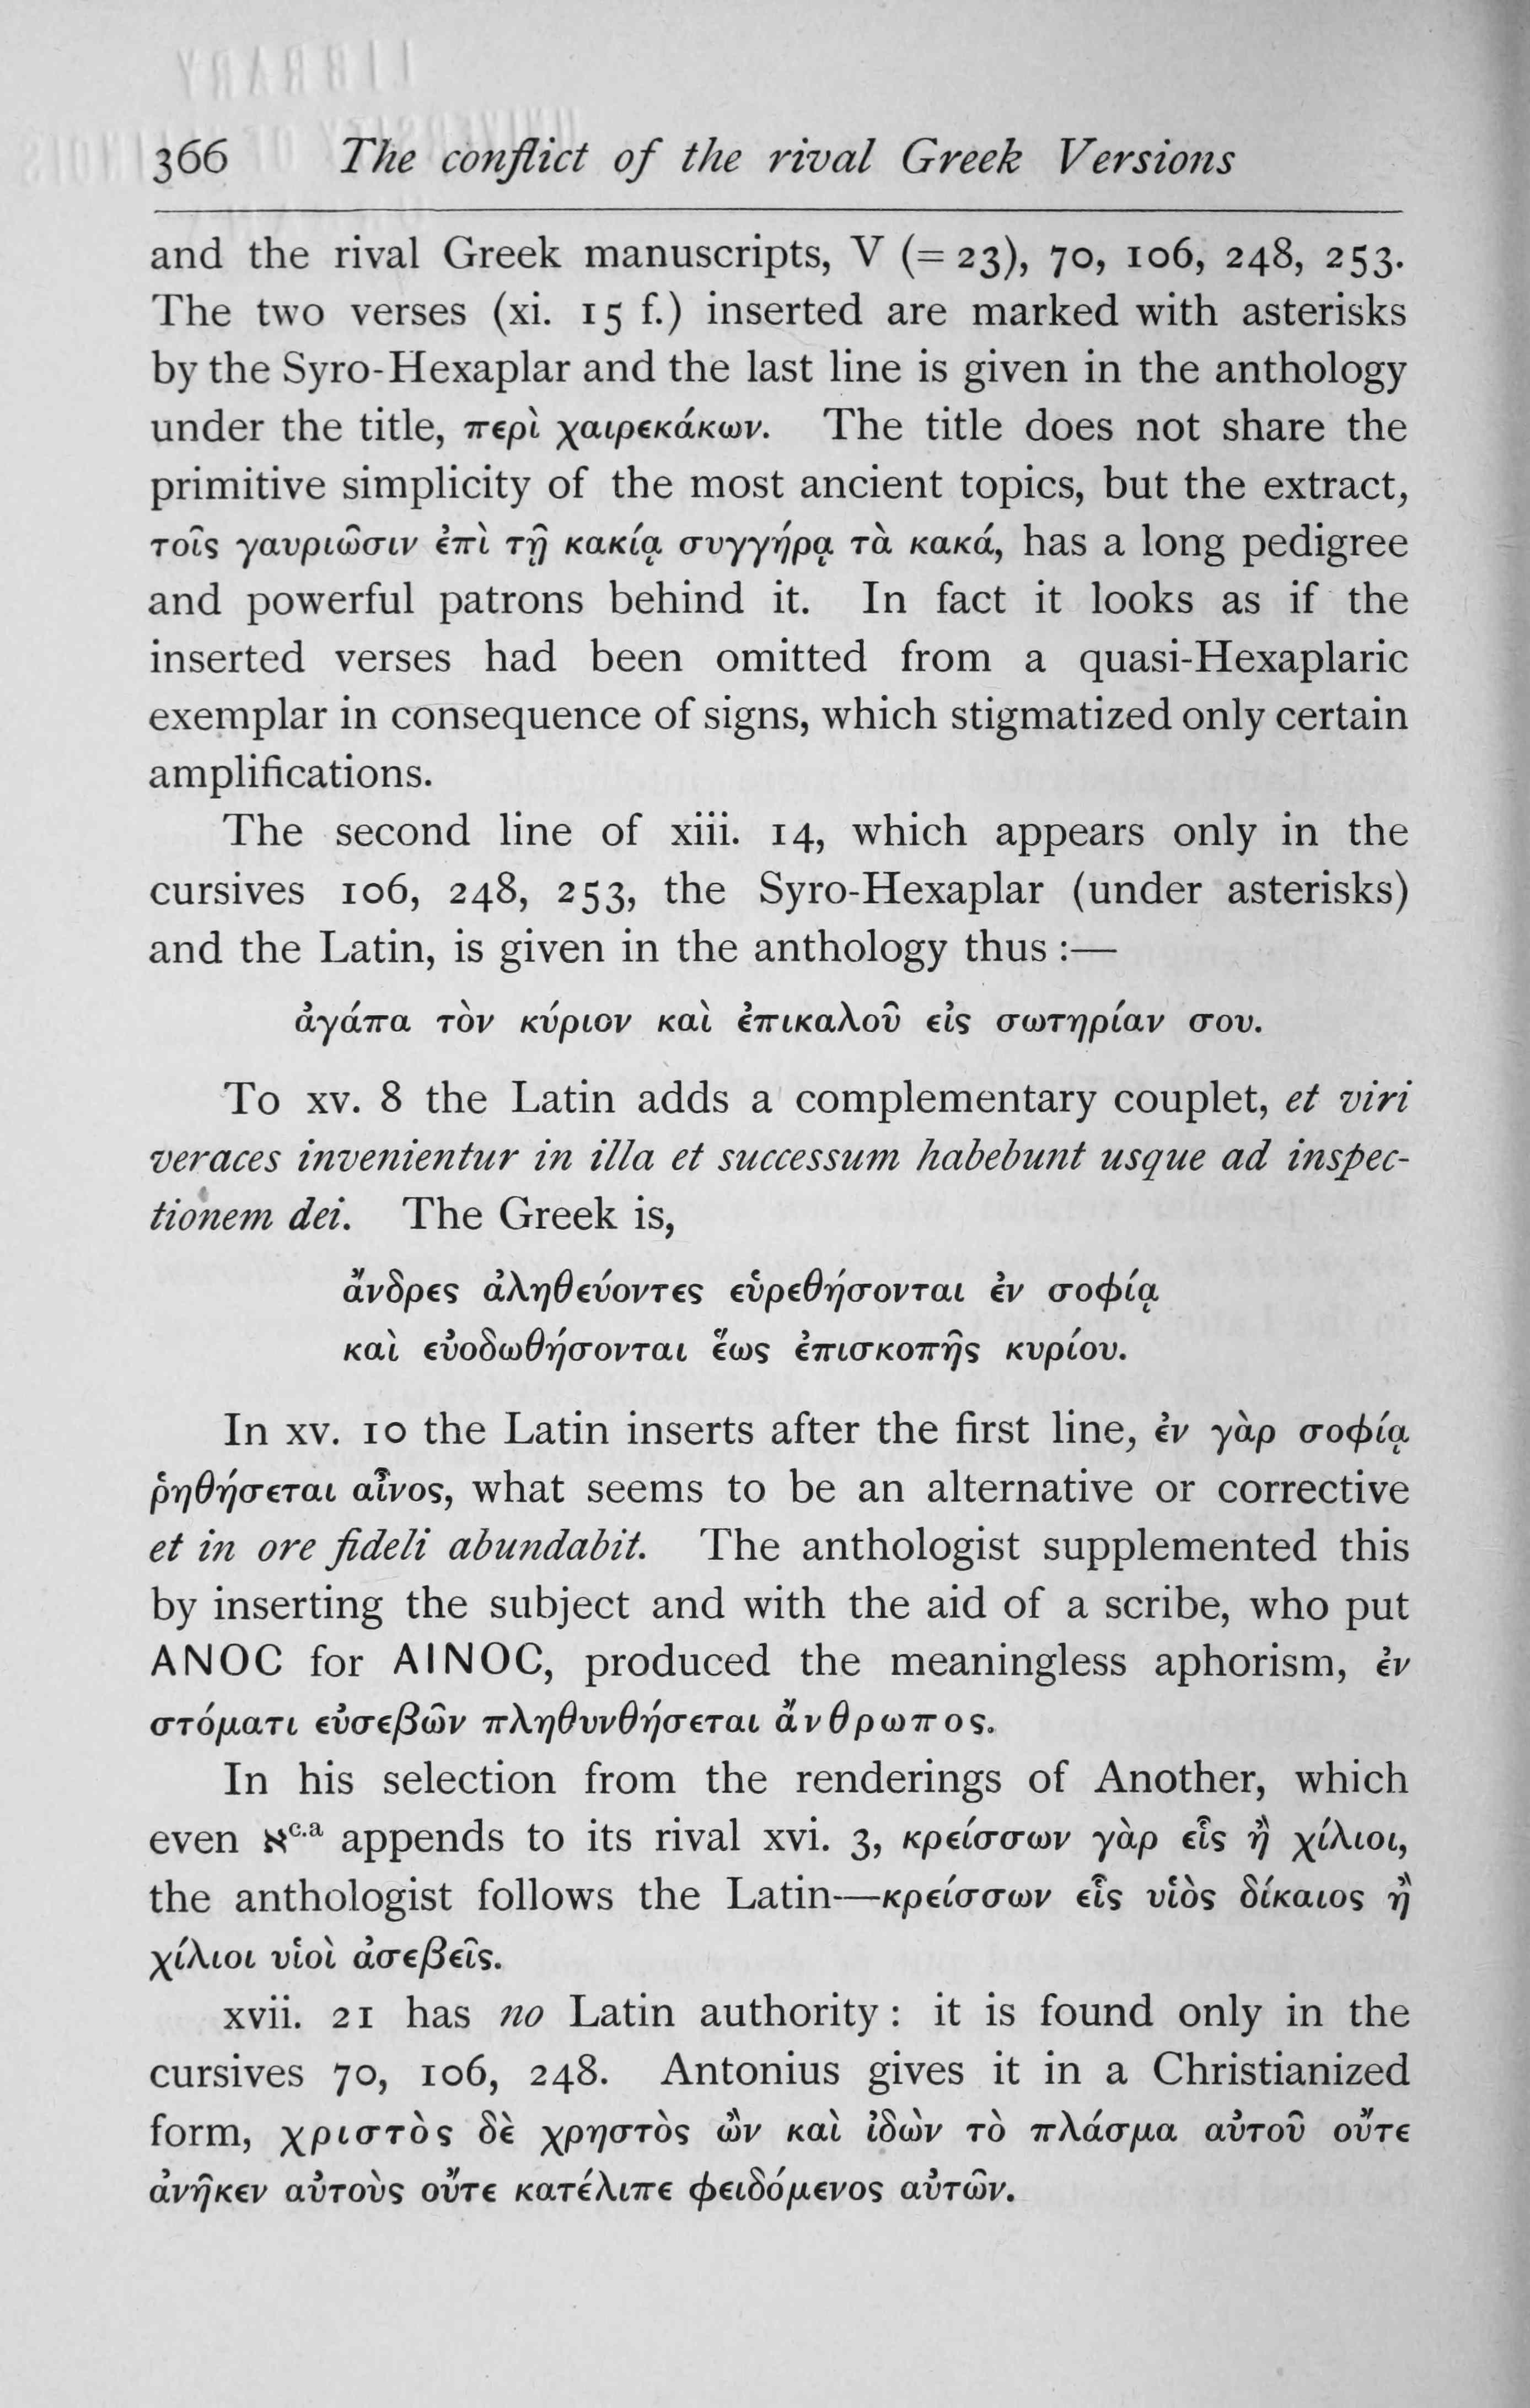 366 The conflict of the rival Greek Versions
and the rival Greek manuscripts, V (= 23), 70, 106, 248, 253.
The two verses (xi. 15 f.) inserted are marked with asterisks
by the Syro-Hexaplar and the last line is given in the anthology
under the title, περὶ χαιρεκάκων. The title does not share the
primitive simplicity of the most ancient topics, but the extract,
τοῖς γαυριῶσιν ἐπὶ τῇ κακίᾳ συγγήρᾳ τὰ κακά, has a long pedigree
and powerful patrons behind it. In fact it looks as if the
inserted verses had been omitted from a quasi-Hexaplaric
exemplar in consequence of signs, which stigmatized only certain
amplifications.
The second line of xiii. 14, which appears only in the
cursives 106, 248, 253, the Syro-Hexaplar (under asterisks)
and the Latin, is given in the anthology thus :—
ἀγάπα τὸν κύριον καὶ ἐπικαλοῦ εἰς σωτηρίαν σου.
To xv. 8 the Latin adds a complementary couplet, et viri
veraces invenientur in illa et successum habebunt usque ad inspec-
tionem dei. The Greek is,
ἄνδρες ἀληθεύοντες εὑρεθήσονται ἐν σοφίᾳ
καὶ εὐοδωθήσονται ἕως ἐπισκοπῆς κυρίου.
In xv. 10 the Latin inserts after the first line, ἐν γὰρ σοφίᾳ
ῥηθήσεται αἶνος, what seems to be an alternative or corrective
et in ore fideli abundabit. The anthologist supplemented this
by inserting the subject and with the aid of a scribe, who put
ΑΝΟC for ΑΙΝΟC, produced the meaningless aphorism, ἐν
στόματι εὐσεβῶν πληθυνθήσεται ἄνθρωπος.
In his selection from the renderings of Another, which
even אc.a appends to its rival xvi. 3, κρείσσων γὰρ εἷς ἢ χίλιοι,
the anthologist follows the Latin—κρείσσων εἷς υἱὸς δίκαιος ἢ
χίλιοι υἱοὶ ἀσεβεῖς.
xvii. 21 has no Latin authority : it is found only in the
cursives 70, 106, 248. Antonius gives it in a Christianized
form, χριστὸς δὲ χρηστὸς ὢν καὶ ἰδὼν τὸ πλάσμα αὐτοῦ οὔτε
ἀνῆκεν αὐτοὺς οὔτε κατέλιπε φειδόμενος αὐτῶν.